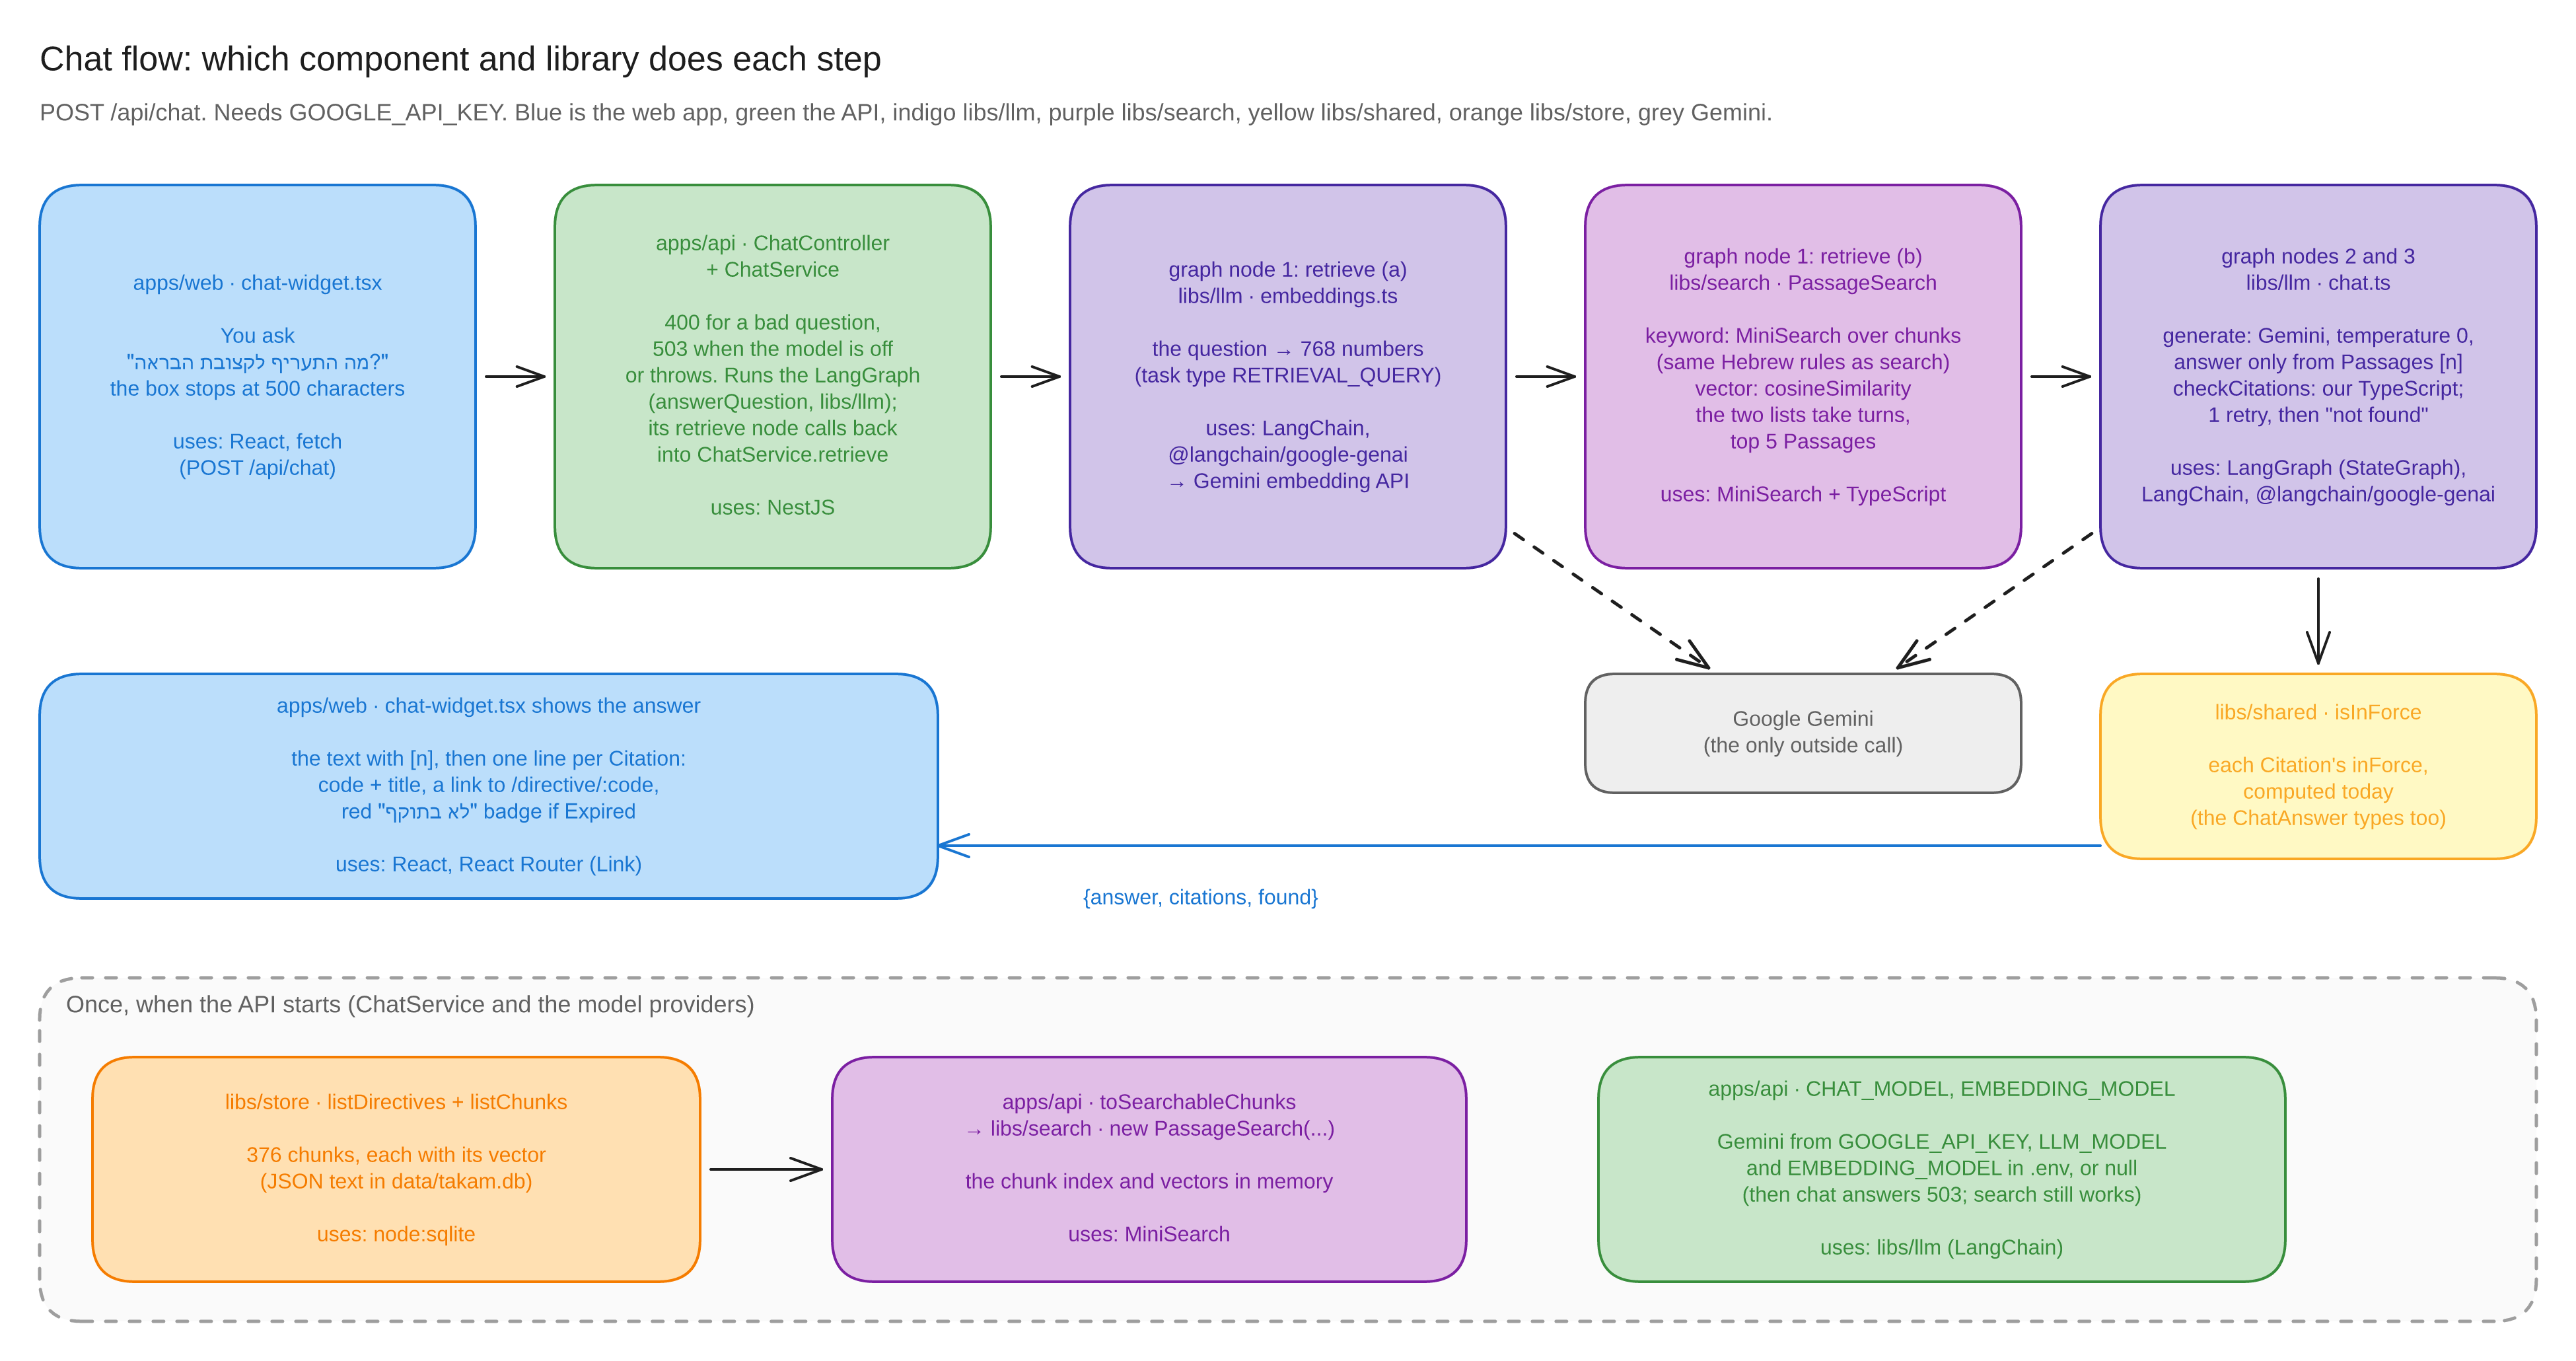 Chat flow: which component and library does each step
POST /api/chat. Needs GOOGLE_API_KEY. Blue is the web app, green the API, indigo libs/llm, purple libs/search, yellow libs/shared, orange libs/store, grey Gemini.
apps/web · chat-widget.tsx
You ask
"מה התעריף לקצובת הבראה?"
the box stops at 500 characters
uses: React, fetch
(POST /api/chat)
apps/api · ChatController
+ ChatService
400 for a bad question,
503 when the model is off
or throws. Runs the LangGraph
(answerQuestion, libs/llm);
its retrieve node calls back
into ChatService.retrieve
uses: NestJS
graph node 1: retrieve (a)
libs/llm · embeddings.ts
the question → 768 numbers
(task type RETRIEVAL_QUERY)
uses: LangChain,
@langchain/google-genai
→ Gemini embedding API
graph node 1: retrieve (b)
libs/search · PassageSearch
keyword: MiniSearch over chunks
(same Hebrew rules as search)
vector: cosineSimilarity
the two lists take turns,
top 5 Passages
uses: MiniSearch + TypeScript
graph nodes 2 and 3
libs/llm · chat.ts
generate: Gemini, temperature 0,
answer only from Passages [n]
checkCitations: our TypeScript;
1 retry, then "not found"
uses: LangGraph (StateGraph),
LangChain, @langchain/google-genai
apps/web · chat-widget.tsx shows the answer
the text with [n], then one line per Citation:
code + title, a link to /directive/:code,
red "לא בתוקף" badge if Expired
uses: React, React Router (Link)
Google Gemini
(the only outside call)
libs/shared · isInForce
each Citation's inForce,
computed today
(the ChatAnswer types too)
{answer, citations, found}
Once, when the API starts (ChatService and the model providers)
libs/store · listDirectives + listChunks
376 chunks, each with its vector
(JSON text in data/takam.db)
uses: node:sqlite
apps/api · toSearchableChunks
→ libs/search · new PassageSearch(...)
the chunk index and vectors in memory
uses: MiniSearch
apps/api · CHAT_MODEL, EMBEDDING_MODEL
Gemini from GOOGLE_API_KEY, LLM_MODEL
and EMBEDDING_MODEL in .env, or null
(then chat answers 503; search still works)
uses: libs/llm (LangChain)